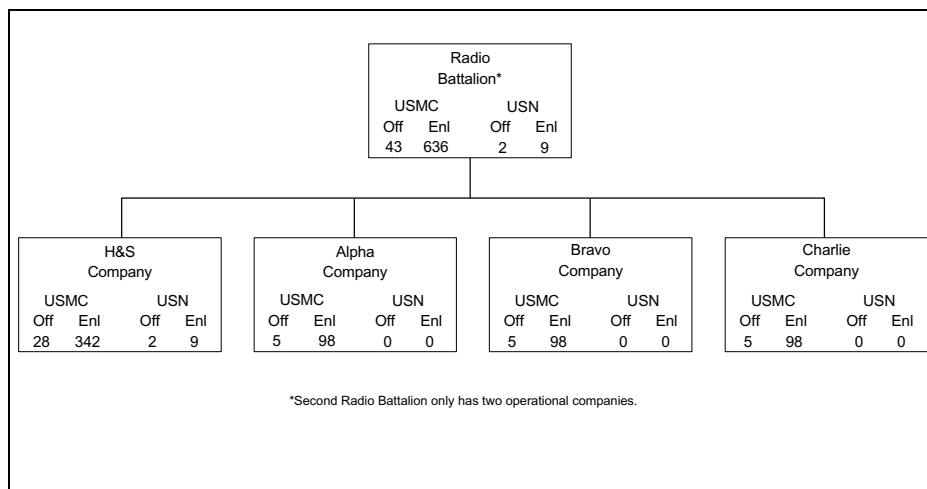 Radio
Battalion*
USMC USN
Off Enl Off Enl
43 636 2 9
H&S
Company
USMC USN
Off Enl Off Enl
28 342 2 9
Alpha
Company
USMC USN
Off Enl Off Enl
5 98 0 0
Bravo
Company
USMC USN
Off Enl Off Enl
5 98 0 0
Charlie
Company
USMC USN
Off Enl Off Enl
5 98 0 0
*Second Radio Battalion only has two operational companies.